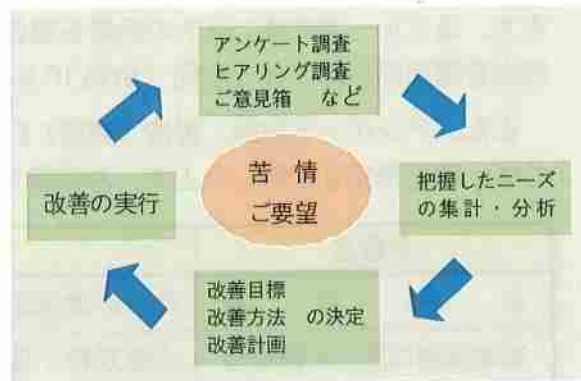 アンケート調査
ヒアリング調査
ご意見箱 など
把握したニーズ
の集計・分析
改善目標
改善方法 の決定
改善計画
改善の実行
苦 情
ご要望